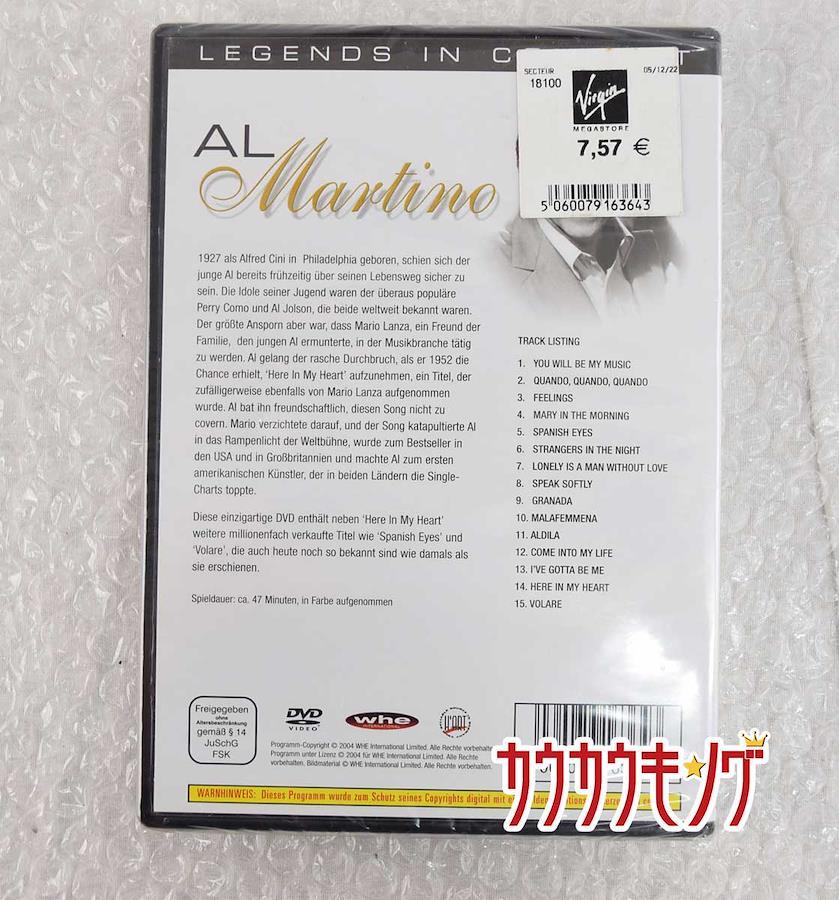 LEGENDS IN C T
SECTEUR
18100
05/12/22
Virgin
MEGASTORE
7,57 €
5 060079 163643
AL
Martino
1927 als Alfred Cini in Philadelphia geboren, schien sich der
junge Al bereits frühzeitig über seinen Lebensweg sicher zu
sein. Die Idole seiner Jugend waren der überaus populäre
Perry Como und Al Jolson, die beide weltweit bekannt waren.
Der größte Ansporn aber war, dass Mario Lanza, ein Freund der
Familie, den jungen Al ermunterte, in der Musikbranche tätig
zu werden. Al gelang der rasche Durchbruch, als er 1952 die
Chance erhielt, ‘Here In My Heart’ aufzunehmen, ein Titel, der
zufälligerweise ebenfalls von Mario Lanza aufgenommen
wurde. Al bat ihn freundschaftlich, diesen Song nicht zu
covern. Mario verzichtete darauf, und der Song katapultierte Al
in das Rampenlicht der Weltbühne, wurde zum Bestseller in
den USA und in Großbritannien und machte Al zum ersten
amerikanischen Künstler, der in beiden Ländern die Single-
Charts toppte.
Diese einzigartige DVD enthält neben ‘Here In My Heart’
weitere millionenfach verkaufte Titel wie ‘Spanish Eyes’ und
‘Volare’, die auch heute noch so bekannt sind wie damals als
sie erschienen.
Spieldauer: ca. 47 Minuten, in Farbe aufgenommen
TRACK LISTING
1. YOU WILL BE MY MUSIC
2. QUANDO, QUANDO, QUANDO
3. FEELINGS
4. MARY IN THE MORNING
5. SPANISH EYES
6. STRANGERS IN THE NIGHT
7. LONELY IS A MAN WITHOUT LOVE
8. SPEAK SOFTLY
9. GRANADA
10. MALAFEMMENA
11. ALDILA
12. COME INTO MY LIFE
13. I'VE GOTTA BE ME
14. HERE IN MY HEART
15. VOLARE
Freigegeben
ohne
Altersbeschränkung
gemäß § 14
JuSchG
FSK
DVD
VIDEO
whe
INTERNATIONAL
H'ART
Programm-Copyright © 2004 WHE International Limited. Alle Rechte vorbehalte
Programm unter Lizenz © 2004 für WHE International Limited. Alle Rechte
vorbehalten. Bildmaterial © WHE International Limited. Alle Rechte vorbehalten.
WARNHINWEIS: Dieses Programm wurde zum Schutz seines Copyrights digital mit
カウカウキング